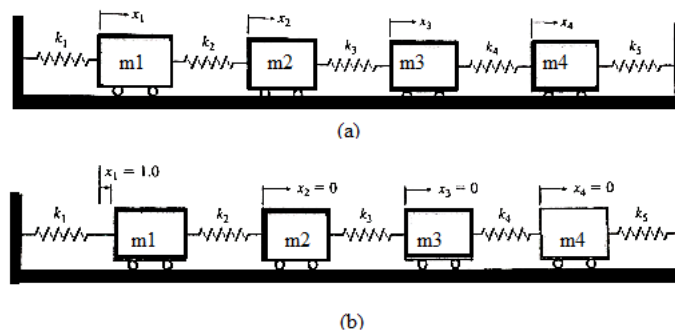 x₁ x₂ x₃ x₄
k₁ k₂ k₃ k₄ k₅
m1 m2 m3 m4
(a)
x₁ = 1.0
x₂ = 0 x₃ = 0 x₄ = 0
k₁ k₂ k₃ k₄ k₅
m1 m2 m3 m4
(b)